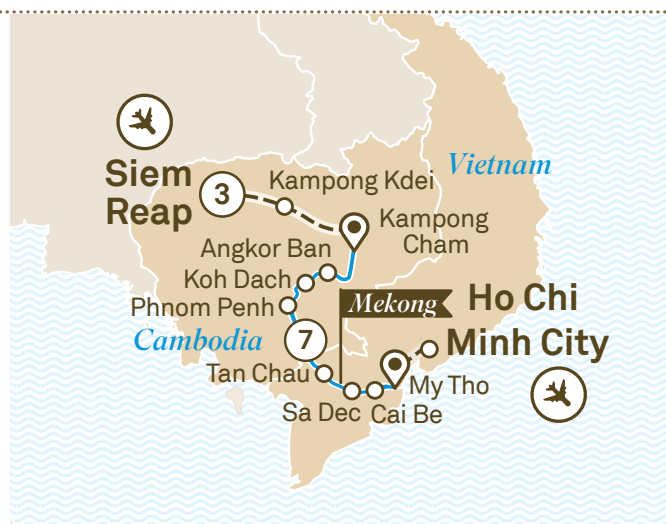 Vietnam
Siem
Reap
3
Kampong Kdei
Kampong
Cham
Angkor Ban
Koh Dach
Phnom Penh
Mekong
Ho Chi
Minh City
Cambodia
7
Tan Chau
My Tho
Sa Dec
Cai Be